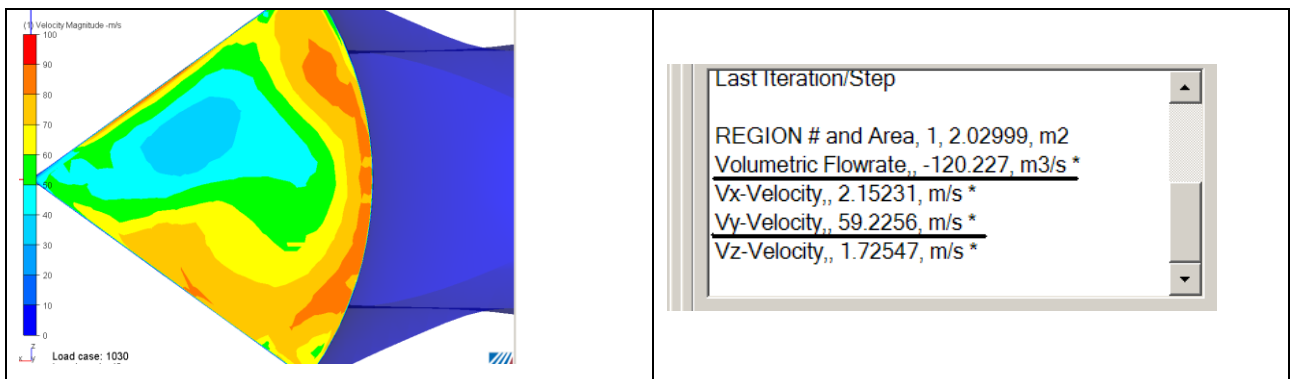 (1) Velocity Magnitude -m/s
100
90
80
70
60
50
40
30
20
10
0
Z
X
Y
Load case: 1030
Last Iteration/Step
REGION # and Area, 1, 2.02999, m2
Volumetric Flowrate,, -120.227, m3/s *
Vx-Velocity,, 2.15231, m/s *
Vy-Velocity,, 59.2256, m/s *
Vz-Velocity,, 1.72547, m/s *